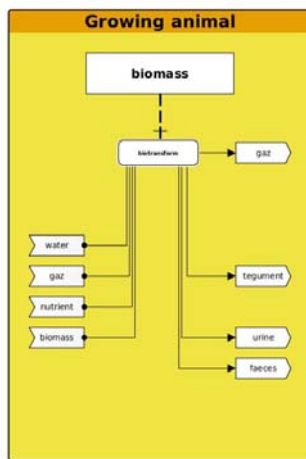 Growing animal
biomass
biotransform
gaz
water
gaz
tegument
nutrient
biomass
urine
faeces